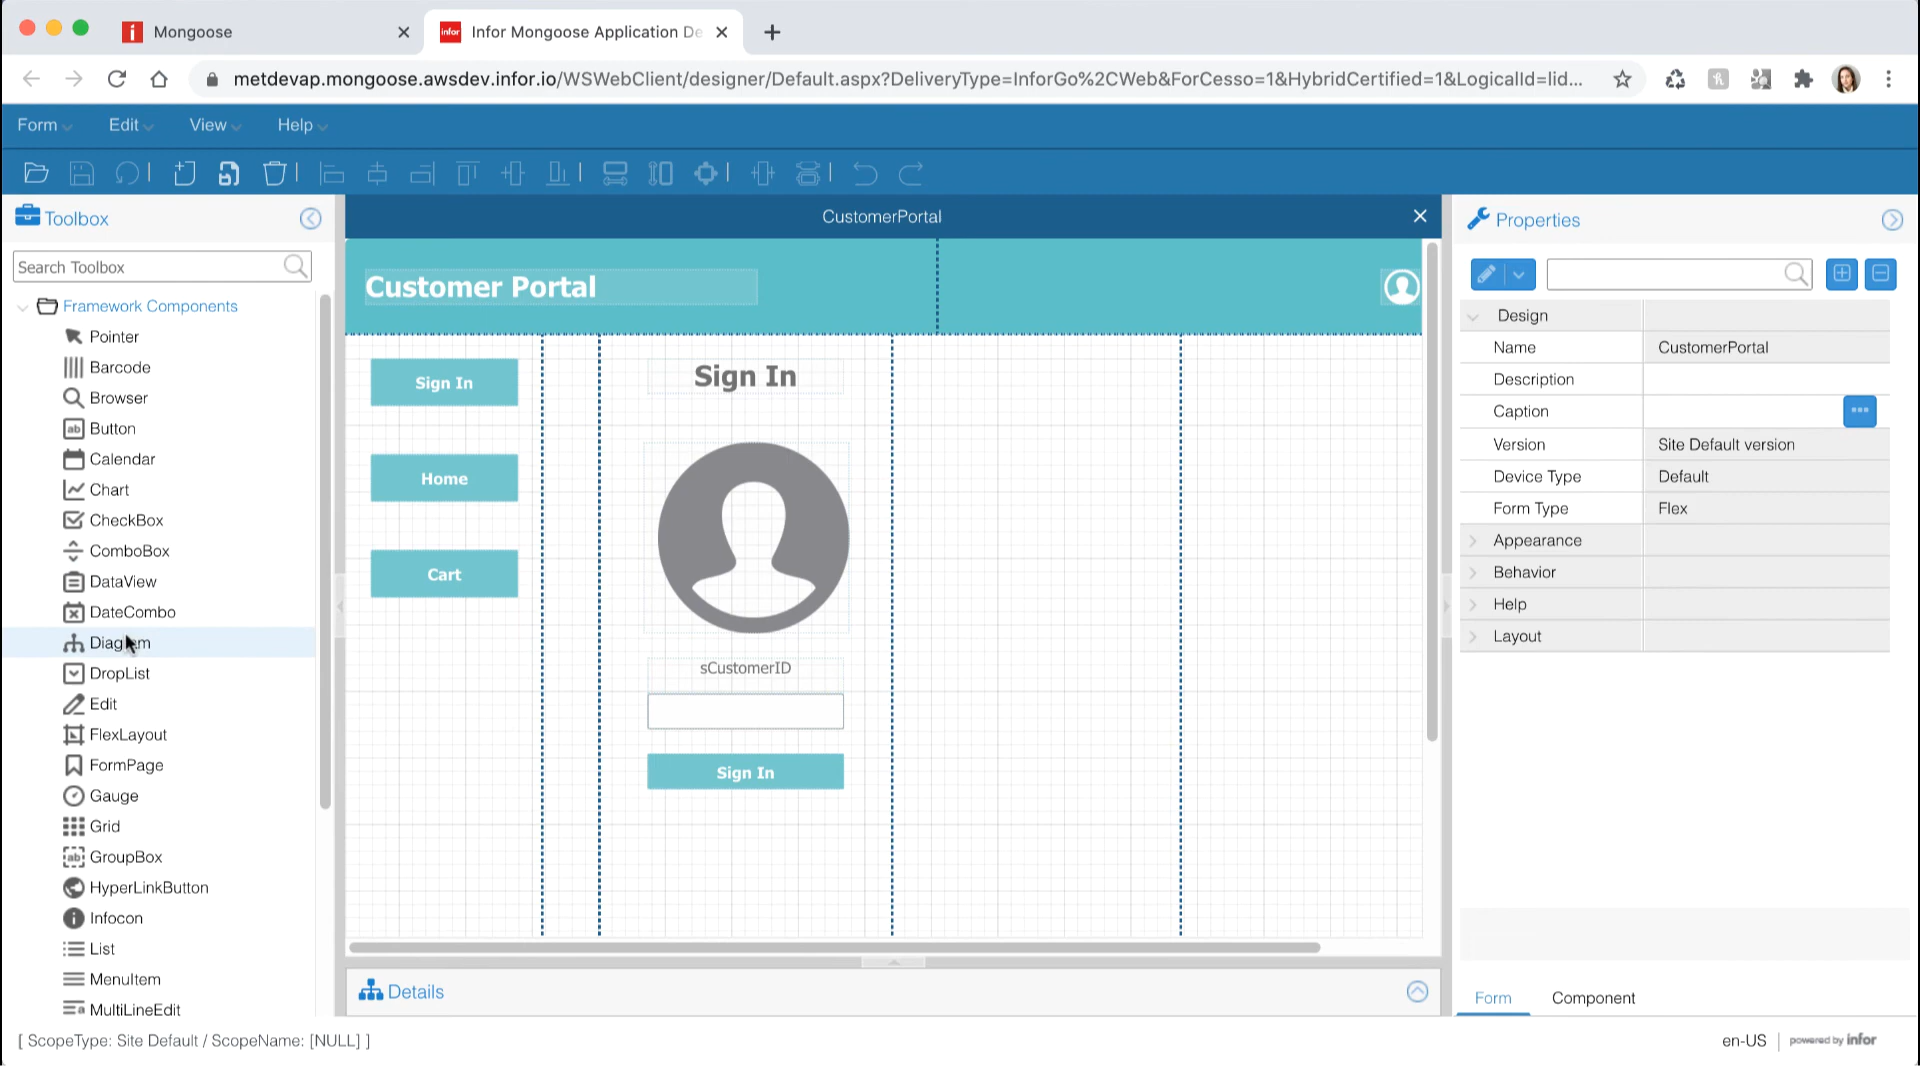 Mongoose
infor Infor Mongoose Application De
metdevap.mongoose.awsdev.infor.io/WSWebClient/designer/Default.aspx?DeliveryType=InforGo%2CWeb&ForCesso=1&HybridCertified=1&LogicalId=lid...
Form Edit View Help
Toolbox
Search Toolbox
Framework Components
Pointer
Barcode
Browser
ab Button
Calendar
Chart
CheckBox
ComboBox
DataView
DateCombo
Diagram
DropList
Edit
FlexLayout
FormPage
Gauge
Grid
ab GroupBox
HyperLinkButton
Infocon
List
MenuItem
MultiLineEdit
CustomerPortal
Customer Portal
Sign In
Home
Cart
Sign In
sCustomerID
Sign In
Details
Properties
Design
Name CustomerPortal
Description
Caption
Version Site Default version
Device Type Default
Form Type Flex
Appearance
Behavior
Help
Layout
Form Component
[ ScopeType: Site Default / ScopeName: [NULL] ]
en-US powered by infor